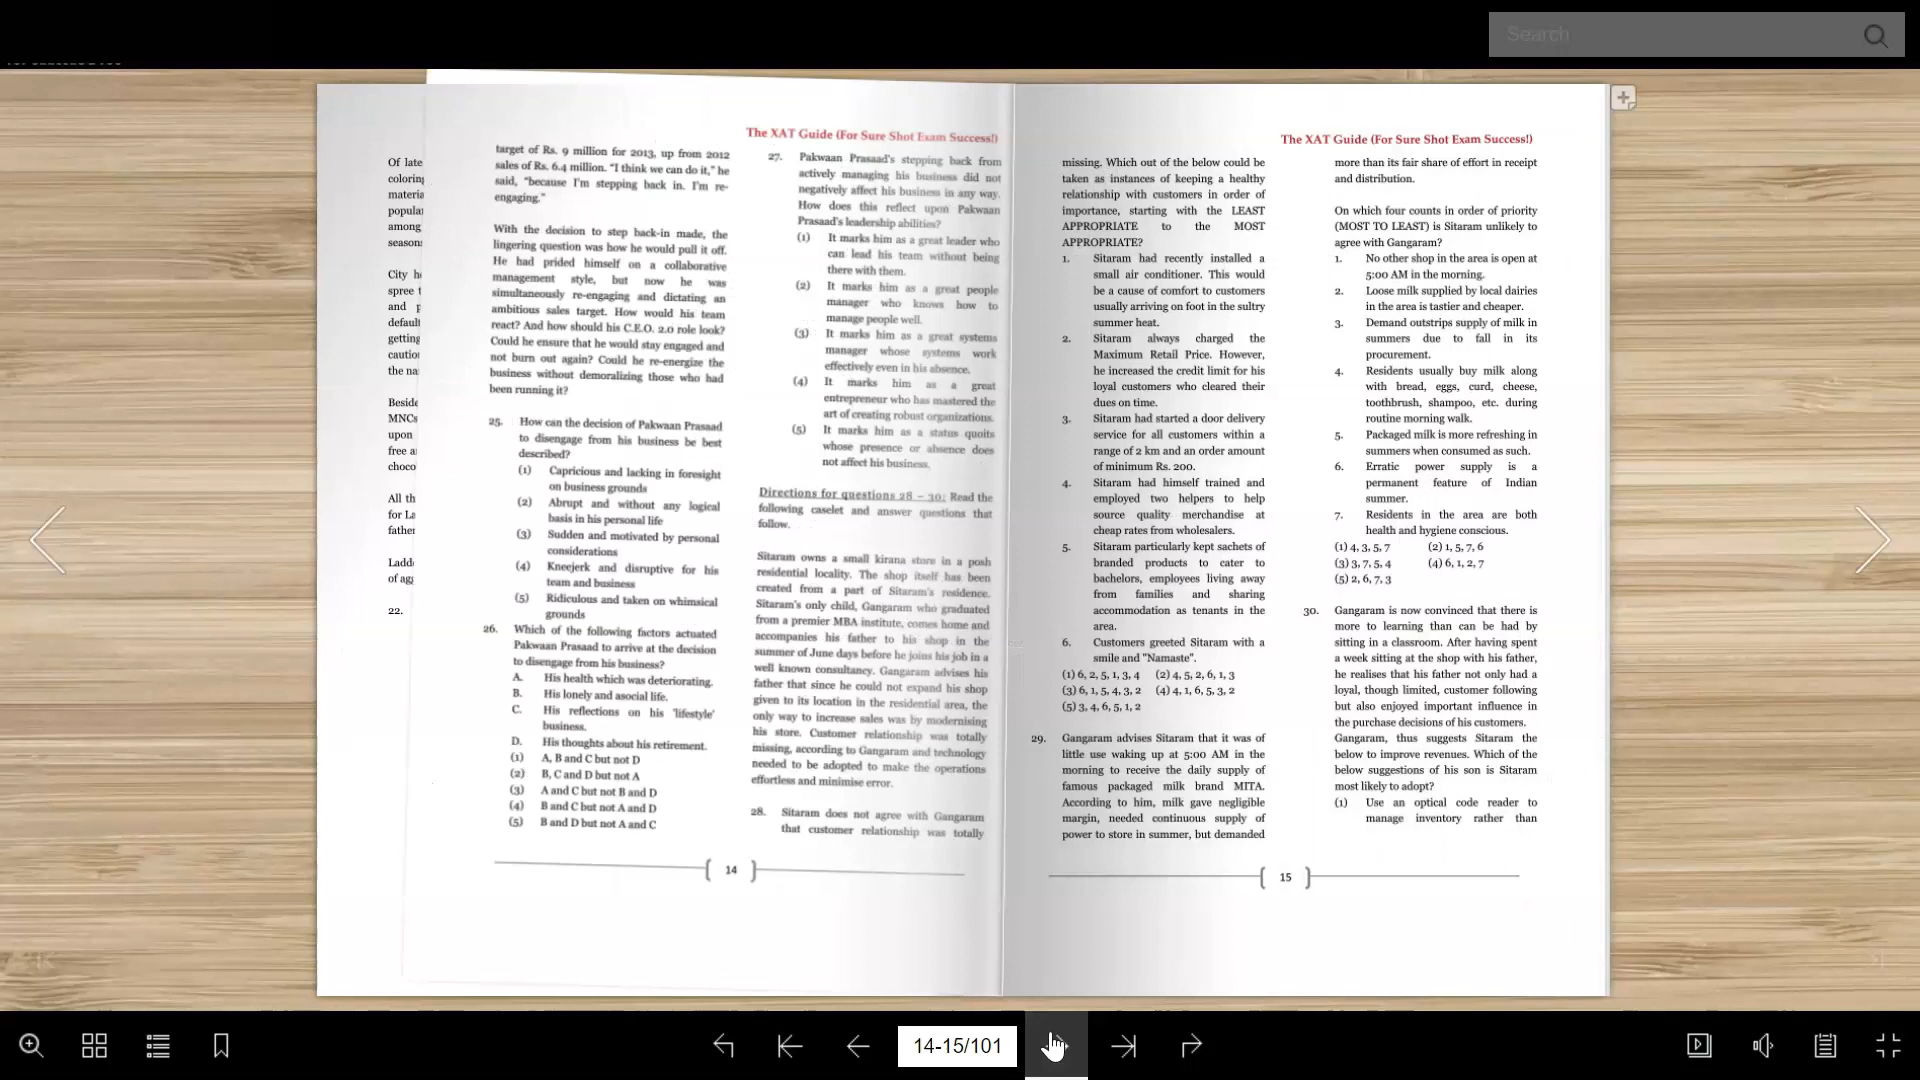 Search
Of late
coloring
materia
popular
among
season
City h
spree t
and p
default
getting
caution
the na
Beside
MNCs
upon
free a
choco
All th
for La
father
Ladd
of agg
22.
The XAT Guide (For Sure Shot Exam Success!)
target of Rs. 9 million for 2013, up from 2012
sales of Rs. 6.4 million. "I think we can do it," he
said, "because I'm stepping back in. I'm re-
engaging."
With the decision to step back-in made, the
lingering question was how he would pull it off.
He had prided himself on a collaborative
management style, but now he was
simultaneously re-engaging and dictating an
ambitious sales target. How would his team
react? And how should his C.E.O. 2.0 role look?
Could he ensure that he would stay engaged and
not burn out again? Could he re-energize the
business without demoralizing those who had
been running it?
25. How can the decision of Pakwaan Prasaad
to disengage from his business be best
described?
(1) Capricious and lacking in foresight
on business grounds
(2) Abrupt and without any logical
basis in his personal life
(3) Sudden and motivated by personal
considerations
(4) Kneejerk and disruptive for his
team and business
(5) Ridiculous and taken on whimsical
grounds
26. Which of the following factors actuated
Pakwaan Prasaad to arrive at the decision
to disengage from his business?
A. His health which was deteriorating.
B. His lonely and asocial life.
C. His reflections on his 'lifestyle'
business.
D. His thoughts about his retirement.
(1) A, B and C but not D
(2) B, C and D but not A
(3) A and C but not B and D
(4) B and C but not A and D
(5) B and D but not A and C
27. Pakwaan Prasaad's stepping back from
actively managing his business did not
negatively affect his business in any way.
How does this reflect upon Pakwaan
Prasaad's leadership abilities?
(1) It marks him as a great leader who
can lead his team without being
there with them.
(2) It marks him as a great people
manager who knows how to
manage people well.
(3) It marks him as a great systems
manager whose systems work
effectively even in his absence.
(4) It marks him as a great
entrepreneur who has mastered the
art of creating robust organizations.
(5) It marks him as a status quoits
whose presence or absence does
not affect his business.
Directions for questions 28 – 30: Read the
following caselet and answer questions that
follow.
Sitaram owns a small kirana store in a posh
residential locality. The shop itself has been
created from a part of Sitaram's residence.
Sitaram's only child, Gangaram who graduated
from a premier MBA institute, comes home and
accompanies his father to his shop in the
summer of June days before he joins his job in a
well known consultancy. Gangaram advises his
father that since he could not expand his shop
given to its location in the residential area, the
only way to increase sales was by modernising
his store. Customer relationship was totally
missing, according to Gangaram and technology
needed to be adopted to make the operations
effortless and minimise error.
28. Sitaram does not agree with Gangaram
that customer relationship was totally
14
The XAT Guide (For Sure Shot Exam Success!)
missing. Which out of the below could be
taken as instances of keeping a healthy
relationship with customers in order of
importance, starting with the LEAST
APPROPRIATE to the MOST
APPROPRIATE?
1. Sitaram had recently installed a
small air conditioner. This would
be a cause of comfort to customers
usually arriving on foot in the sultry
summer heat.
2. Sitaram always charged the
Maximum Retail Price. However,
he increased the credit limit for his
loyal customers who cleared their
dues on time.
3. Sitaram had started a door delivery
service for all customers within a
range of 2 km and an order amount
of minimum Rs. 200.
4. Sitaram had himself trained and
employed two helpers to help
source quality merchandise at
cheap rates from wholesalers.
5. Sitaram particularly kept sachets of
branded products to cater to
bachelors, employees living away
from families and sharing
accommodation as tenants in the
area.
6. Customers greeted Sitaram with a
smile and "Namaste".
(1) 6, 2, 5, 1, 3, 4 (2) 4, 5, 2, 6, 1, 3
(3) 6, 1, 5, 4, 3, 2 (4) 4, 1, 6, 5, 3, 2
(5) 3, 4, 6, 5, 1, 2
29. Gangaram advises Sitaram that it was of
little use waking up at 5:00 AM in the
morning to receive the daily supply of
famous packaged milk brand MITA.
According to him, milk gave negligible
margin, needed continuous supply of
power to store in summer, but demanded
more than its fair share of effort in receipt
and distribution.
On which four counts in order of priority
(MOST TO LEAST) is Sitaram unlikely to
agree with Gangaram?
1. No other shop in the area is open at
5:00 AM in the morning.
2. Loose milk supplied by local dairies
in the area is tastier and cheaper.
3. Demand outstrips supply of milk in
summers due to fall in its
procurement.
4. Residents usually buy milk along
with bread, eggs, curd, cheese,
toothbrush, shampoo, etc. during
routine morning walk.
5. Packaged milk is more refreshing in
summers when consumed as such.
6. Erratic power supply is a
permanent feature of Indian
summer.
7. Residents in the area are both
health and hygiene conscious.
(1) 4, 3, 5, 7 (2) 1, 5, 7, 6
(3) 3, 7, 5, 4 (4) 6, 1, 2, 7
(5) 2, 6, 7, 3
30. Gangaram is now convinced that there is
more to learning than can be had by
sitting in a classroom. After having spent
a week sitting at the shop with his father,
he realises that his father not only had a
loyal, though limited, customer following
but also enjoyed important influence in
the purchase decisions of his customers.
Gangaram, thus suggests Sitaram the
below to improve revenues. Which of the
below suggestions of his son is Sitaram
most likely to adopt?
(1) Use an optical code reader to
manage inventory rather than
15
14-15/101